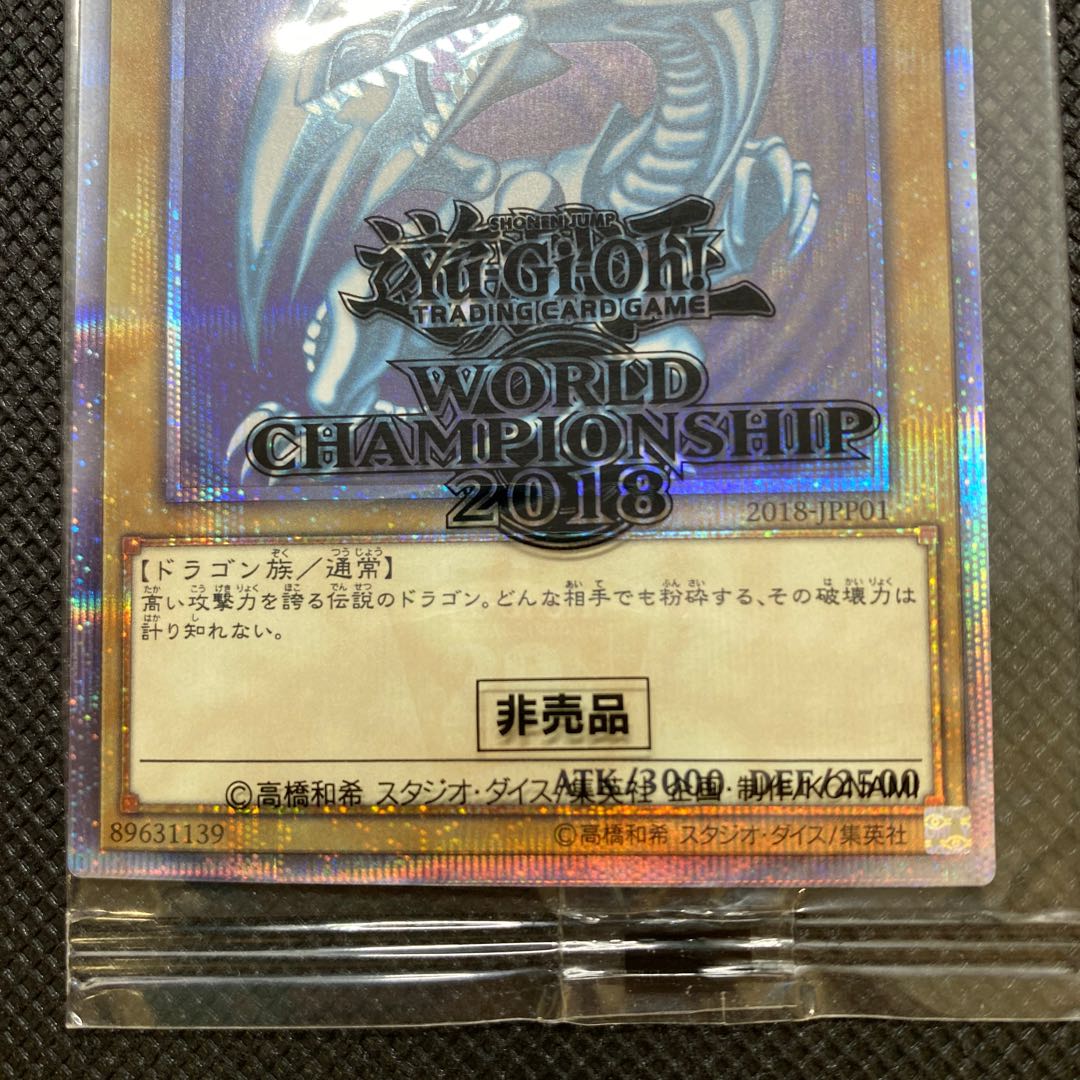 SHONEN JUMP
遊☆戯☆王
Yu-Gi-Oh!
TRADING CARD GAME
WORLD
CHAMPIONSHIP
2018
2018-JPP01
【ドラゴン族／通常】
高い攻撃力を誇る伝説のドラゴン。どんな相手でも粉砕する、その破壊力は
計り知れない。
非売品
ATK/3000 DEF/2500
©高橋和希 スタジオ・ダイス/集英社 企画・制作/KONAMI
89631139
©高橋和希 スタジオ・ダイス/集英社